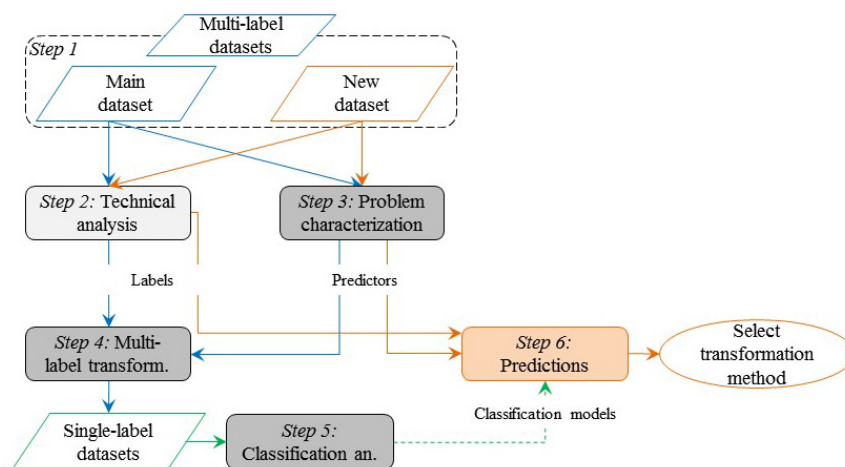 Multi-label
datasets
Step 1
Main
dataset
New
dataset
Step 2: Technical
analysis
Step 3: Problem
characterization
Labels
Predictors
Step 4: Multi-
label transform.
Step 6:
Predictions
Select
transformation
method
Classification models
Single-label
datasets
Step 5:
Classification an.